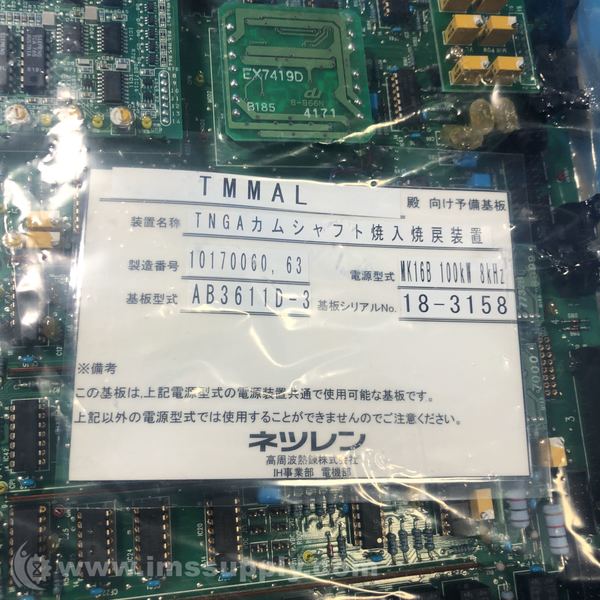 EX7419D
B-B66N
B185 4171
TMMAL 殿 向け予備基板
装置名称 TNGAカムシャフト焼入焼戻装置
製造番号 10170060, 63 電源型式 MK16B 100kW 8kHz
基板型式 AB3611D-3 基板シリアルNo. 18-3158
※備考
この基板は、上記電源型式の電源装置共通で使用可能な基板です。
上記以外の電源型式では使用することができませんのでご注意ください。
ネツレン
高周波熱錬株式会社
IH事業部 電機部
www.imssupply.com